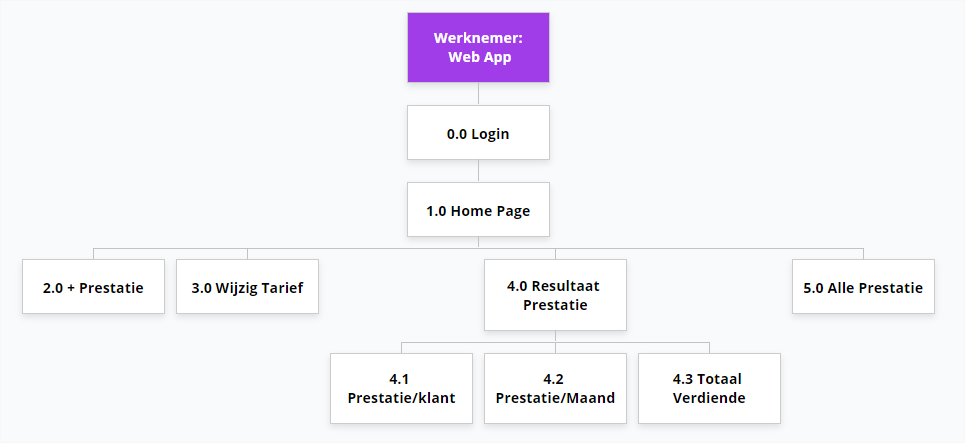 Werknemer:
Web App
0.0 Login
1.0 Home Page
2.0 + Prestatie
3.0 Wijzig Tarief
4.0 Resultaat
Prestatie
5.0 Alle Prestatie
4.1
Prestatie/klant
4.2
Prestatie/Maand
4.3 Totaal
Verdiende